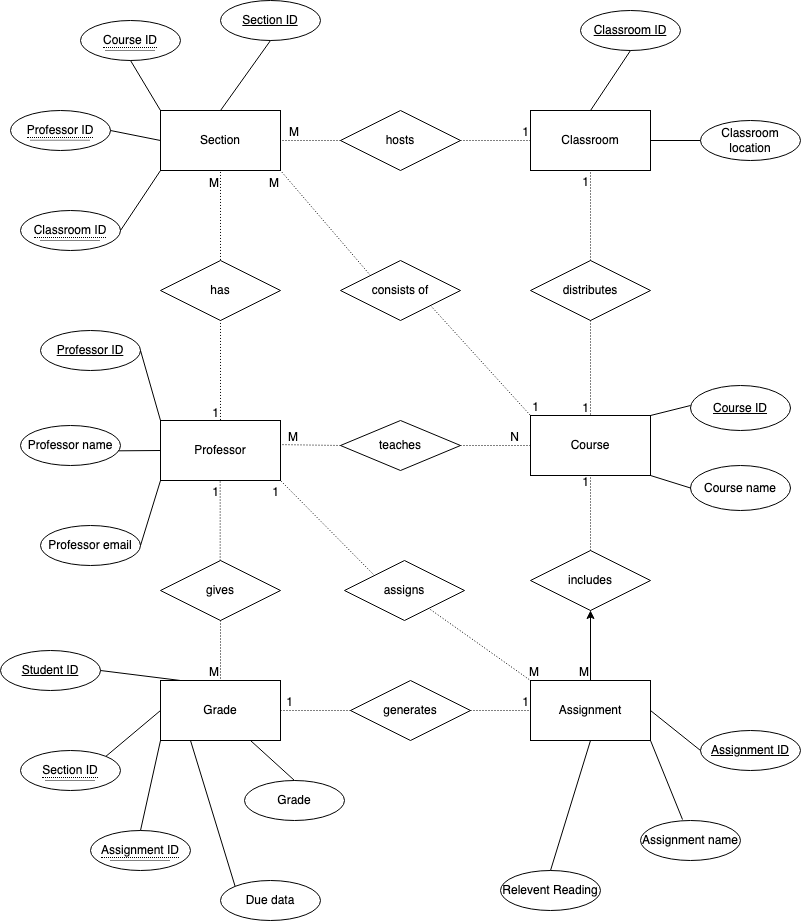 Section ID
Course ID
Classroom ID
Professor ID
Section
M
hosts
1
Classroom
Classroom
location
M
M
1
Classroom ID
has
consists of
distributes
Professor ID
1
1
1
Course ID
Professor name
Professor
M
teaches
N
Course
Course name
1
1
1
Professor email
gives
assigns
includes
Student ID
M
M
M
Grade
1
generates
1
Assignment
Section ID
Assignment ID
Grade
Assignment name
Assignment ID
Relevent Reading
Due data